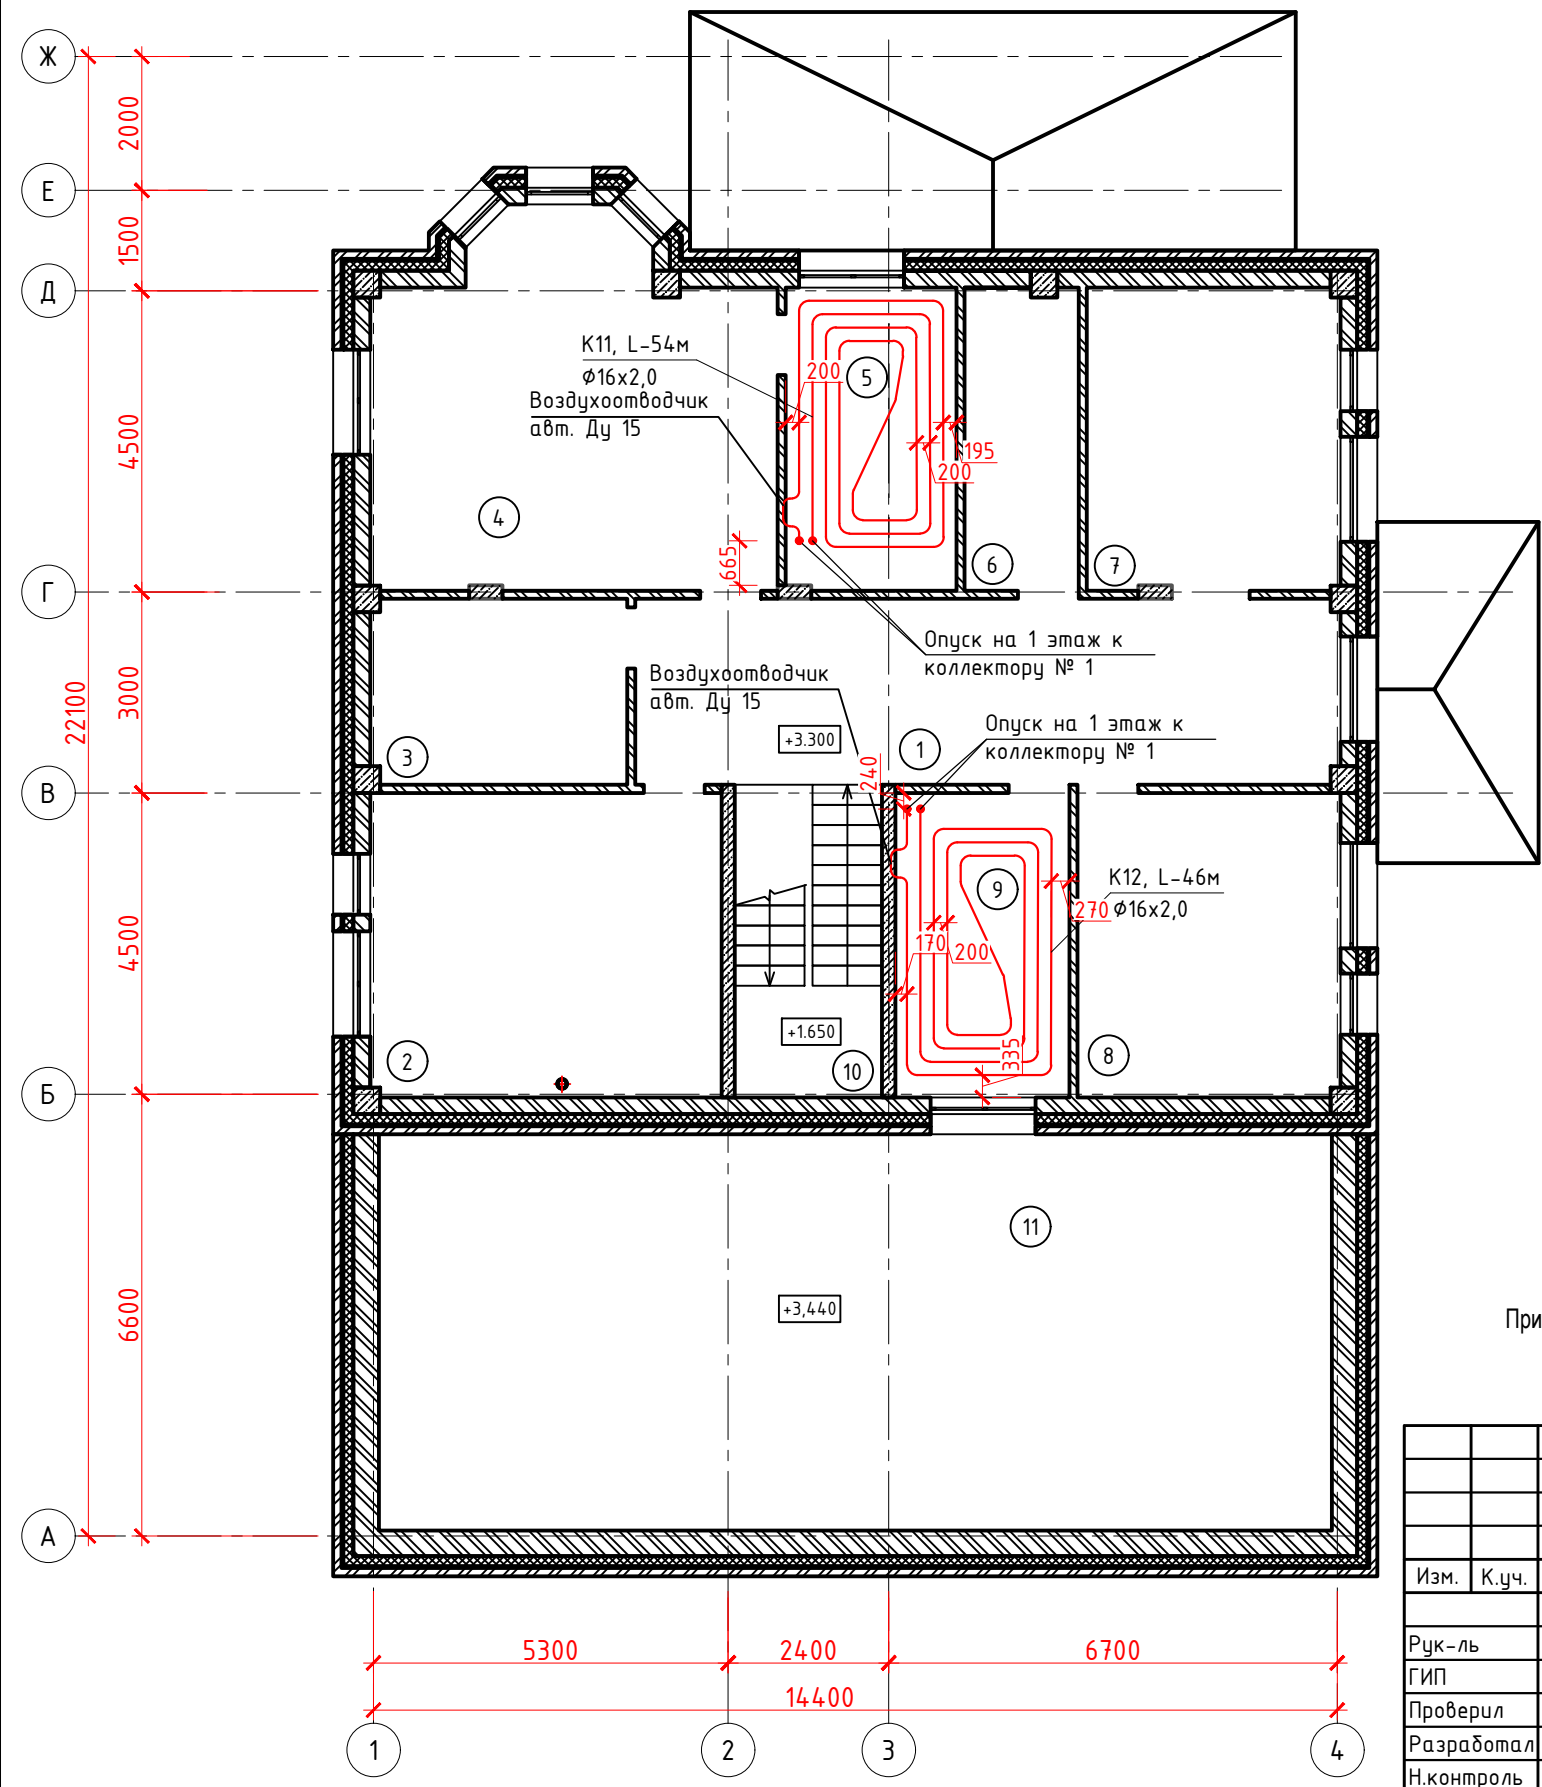 Ж
Е
Д
Г
В
Б
А
2000
1500
4500
3000
4500
6600
22100
К11, L-54м
Ø16х2,0
Воздухоотводчик
авт. Ду 15
200
5
195
200
4
665
6
7
Опуск на 1 этаж к
коллектору № 1
Воздухоотводчик
авт. Ду 15
+3.300
1
Опуск на 1 этаж к
коллектору № 1
3
240
9
К12, L-46м
270 Ø16х2,0
170
200
+1.650
335
2
10
8
11
+3,440
При
Изм. К.уч.
Рук-ль
ГИП
Проверил
Разработал
Н.контроль
5300
2400
6700
14400
1
2
3
4